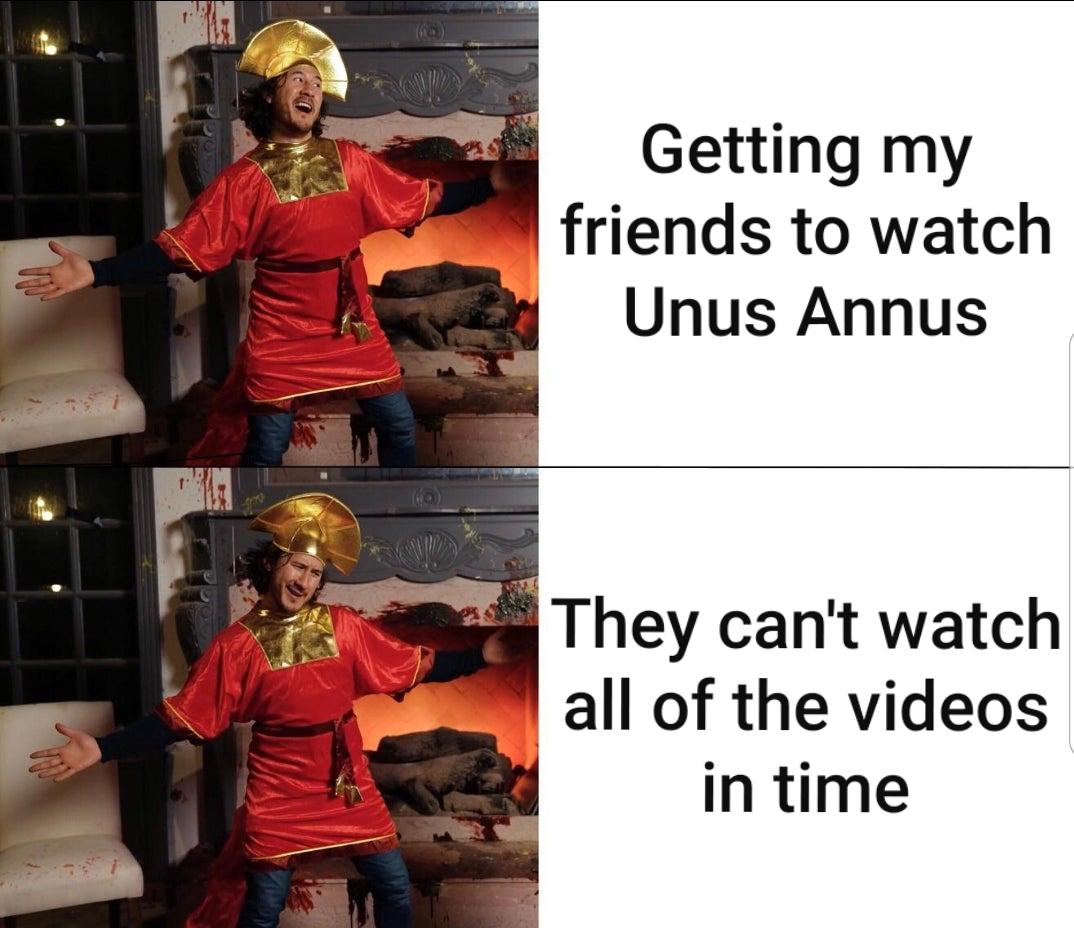 Getting my
friends to watch
Unus Annus
They can't watch
all of the videos
in time